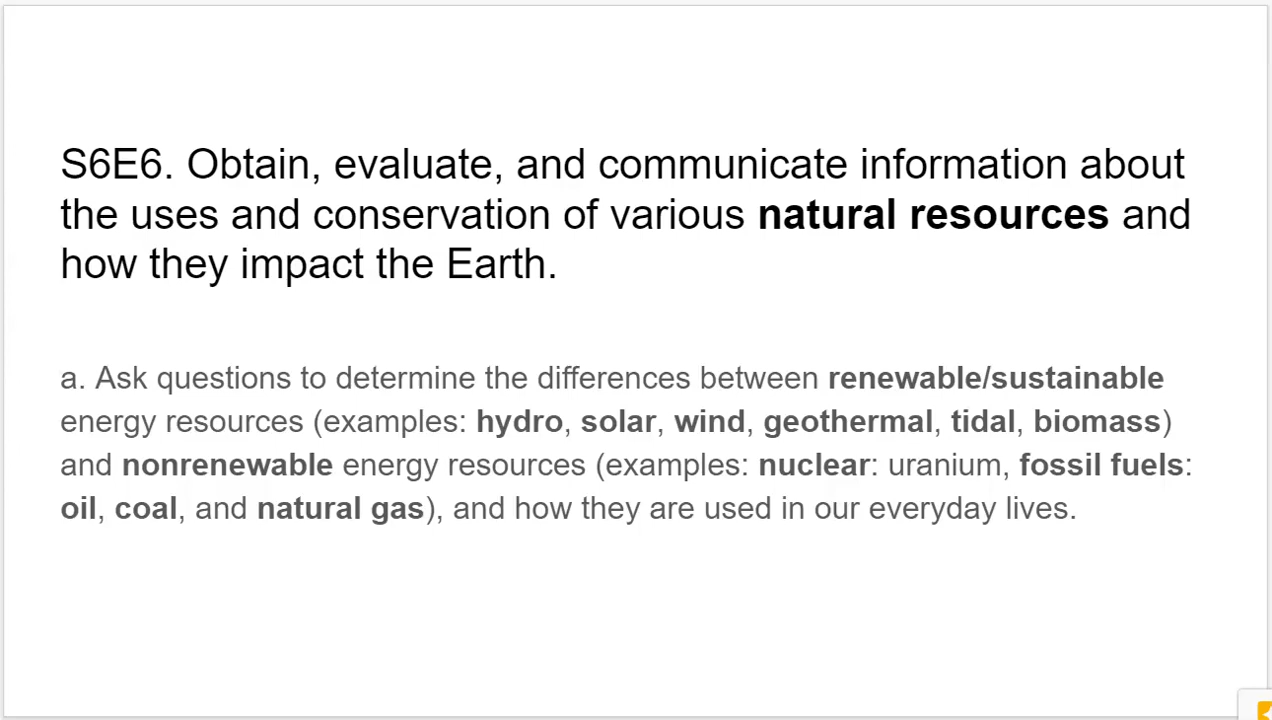 S6E6. Obtain, evaluate, and communicate information about
the uses and conservation of various natural resources and
how they impact the Earth.
a. Ask questions to determine the differences between renewable/sustainable
energy resources (examples: hydro, solar, wind, geothermal, tidal, biomass)
and nonrenewable energy resources (examples: nuclear: uranium, fossil fuels:
oil, coal, and natural gas), and how they are used in our everyday lives.